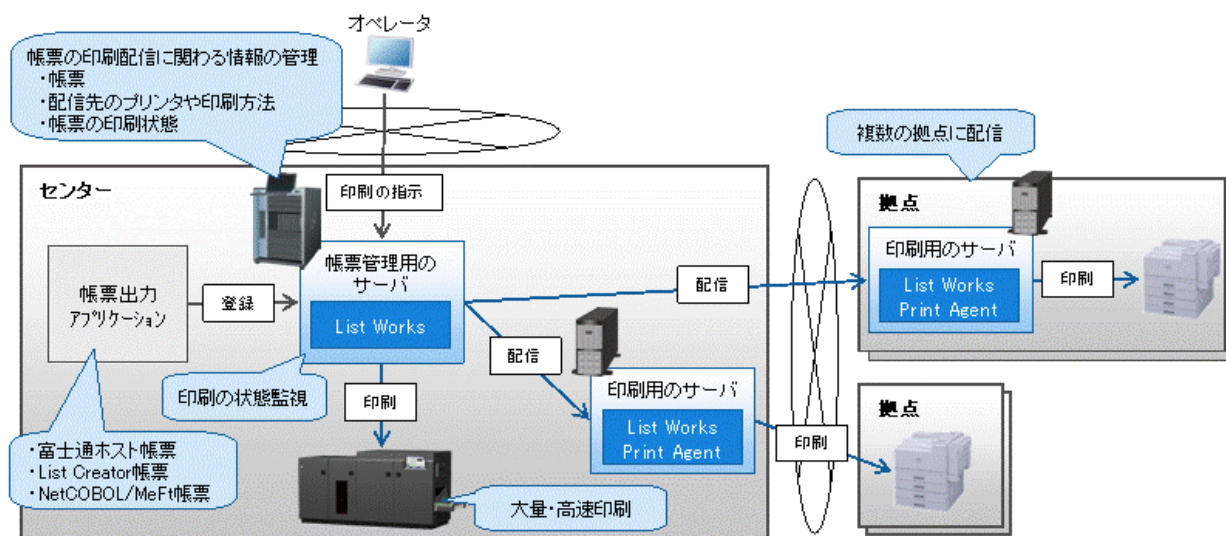 オペレータ
帳票の印刷配信に関わる情報の管理
・帳票
・配信先のプリンタや印刷方法
・帳票の印刷状態
複数の拠点に配信
センター
印刷の指示
拠点
帳票出力
アプリケーション
登録
帳票管理用の
サーバ
List Works
配信
印刷用のサーバ
List Works
Print Agent
印刷
配信
印刷の状態監視
印刷
印刷用のサーバ
List Works
Print Agent
印刷
拠点
・富士通ホスト帳票
・List Creator帳票
・NetCOBOL/MeFt帳票
大量・高速印刷